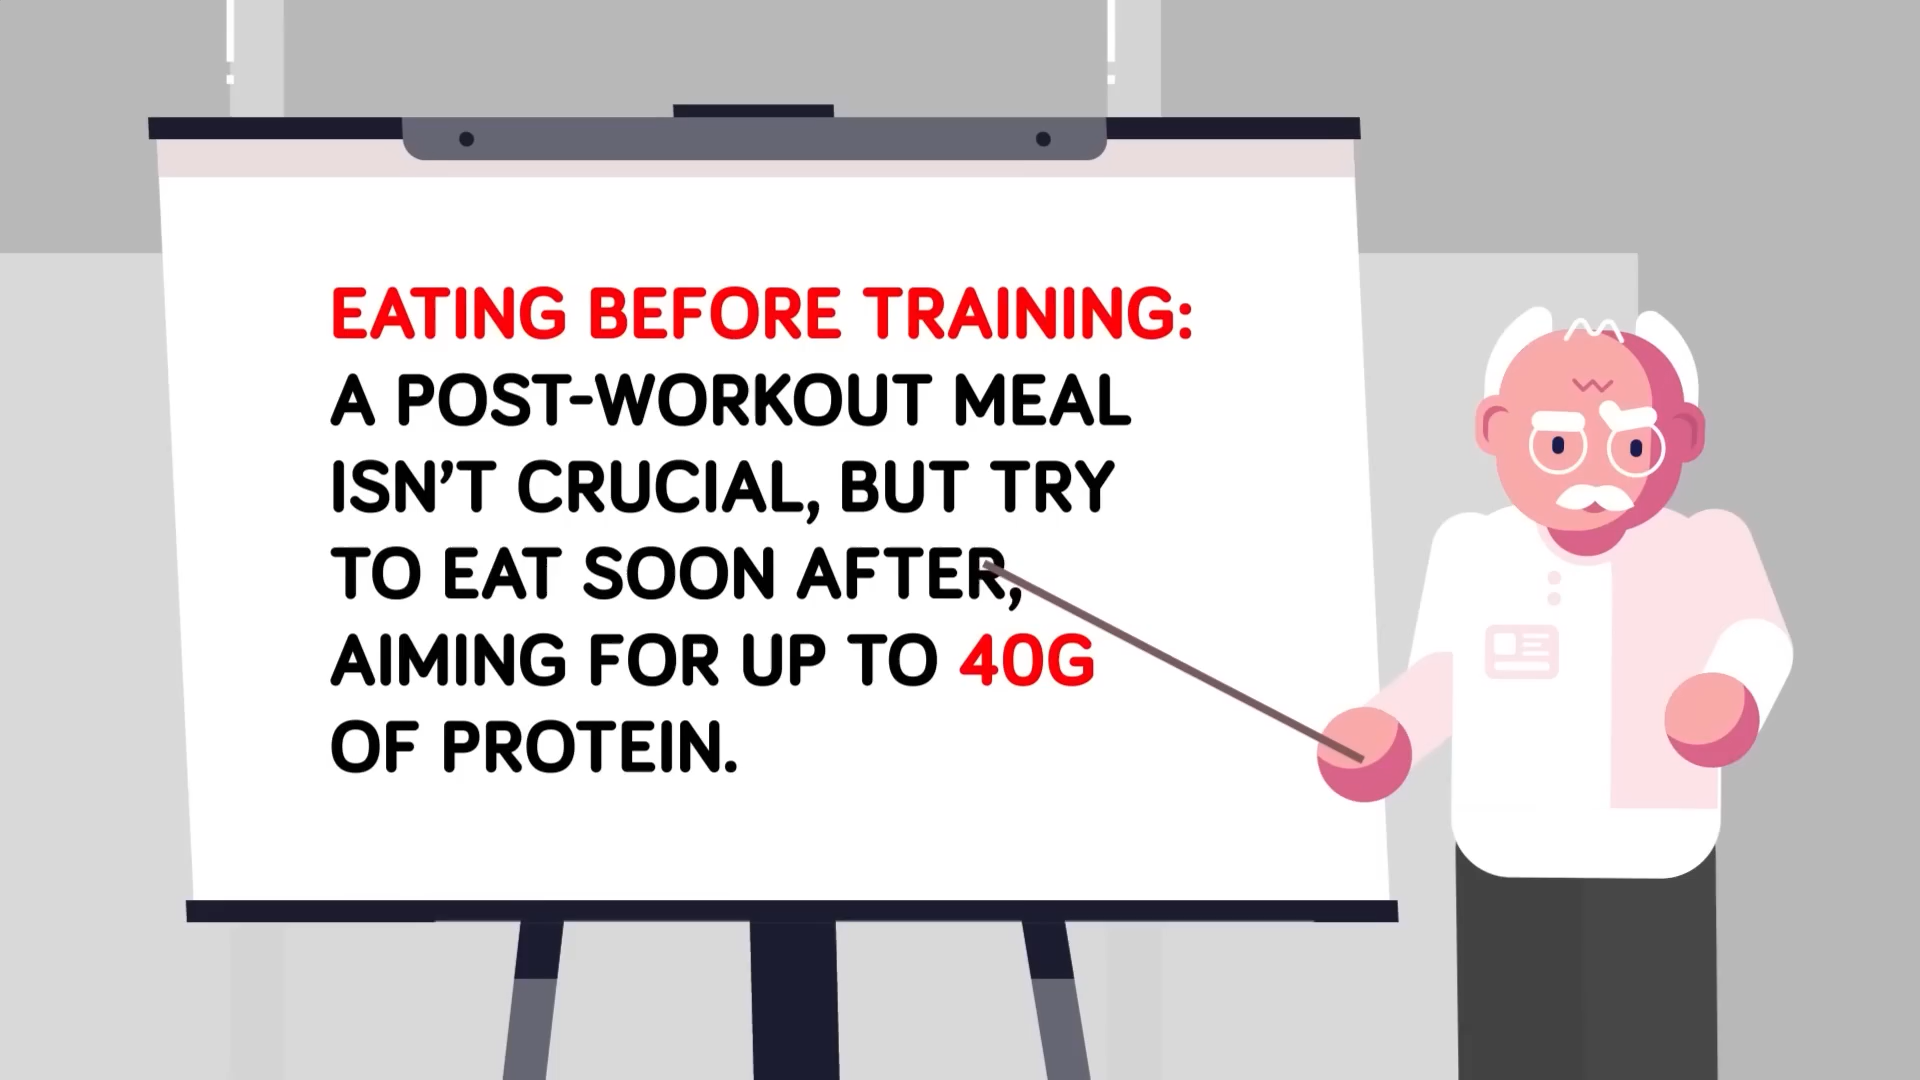 EATING BEFORE TRAINING:
A POST-WORKOUT MEAL
ISN’T CRUCIAL, BUT TRY
TO EAT SOON AFTER,
AIMING FOR UP TO 40G
OF PROTEIN.